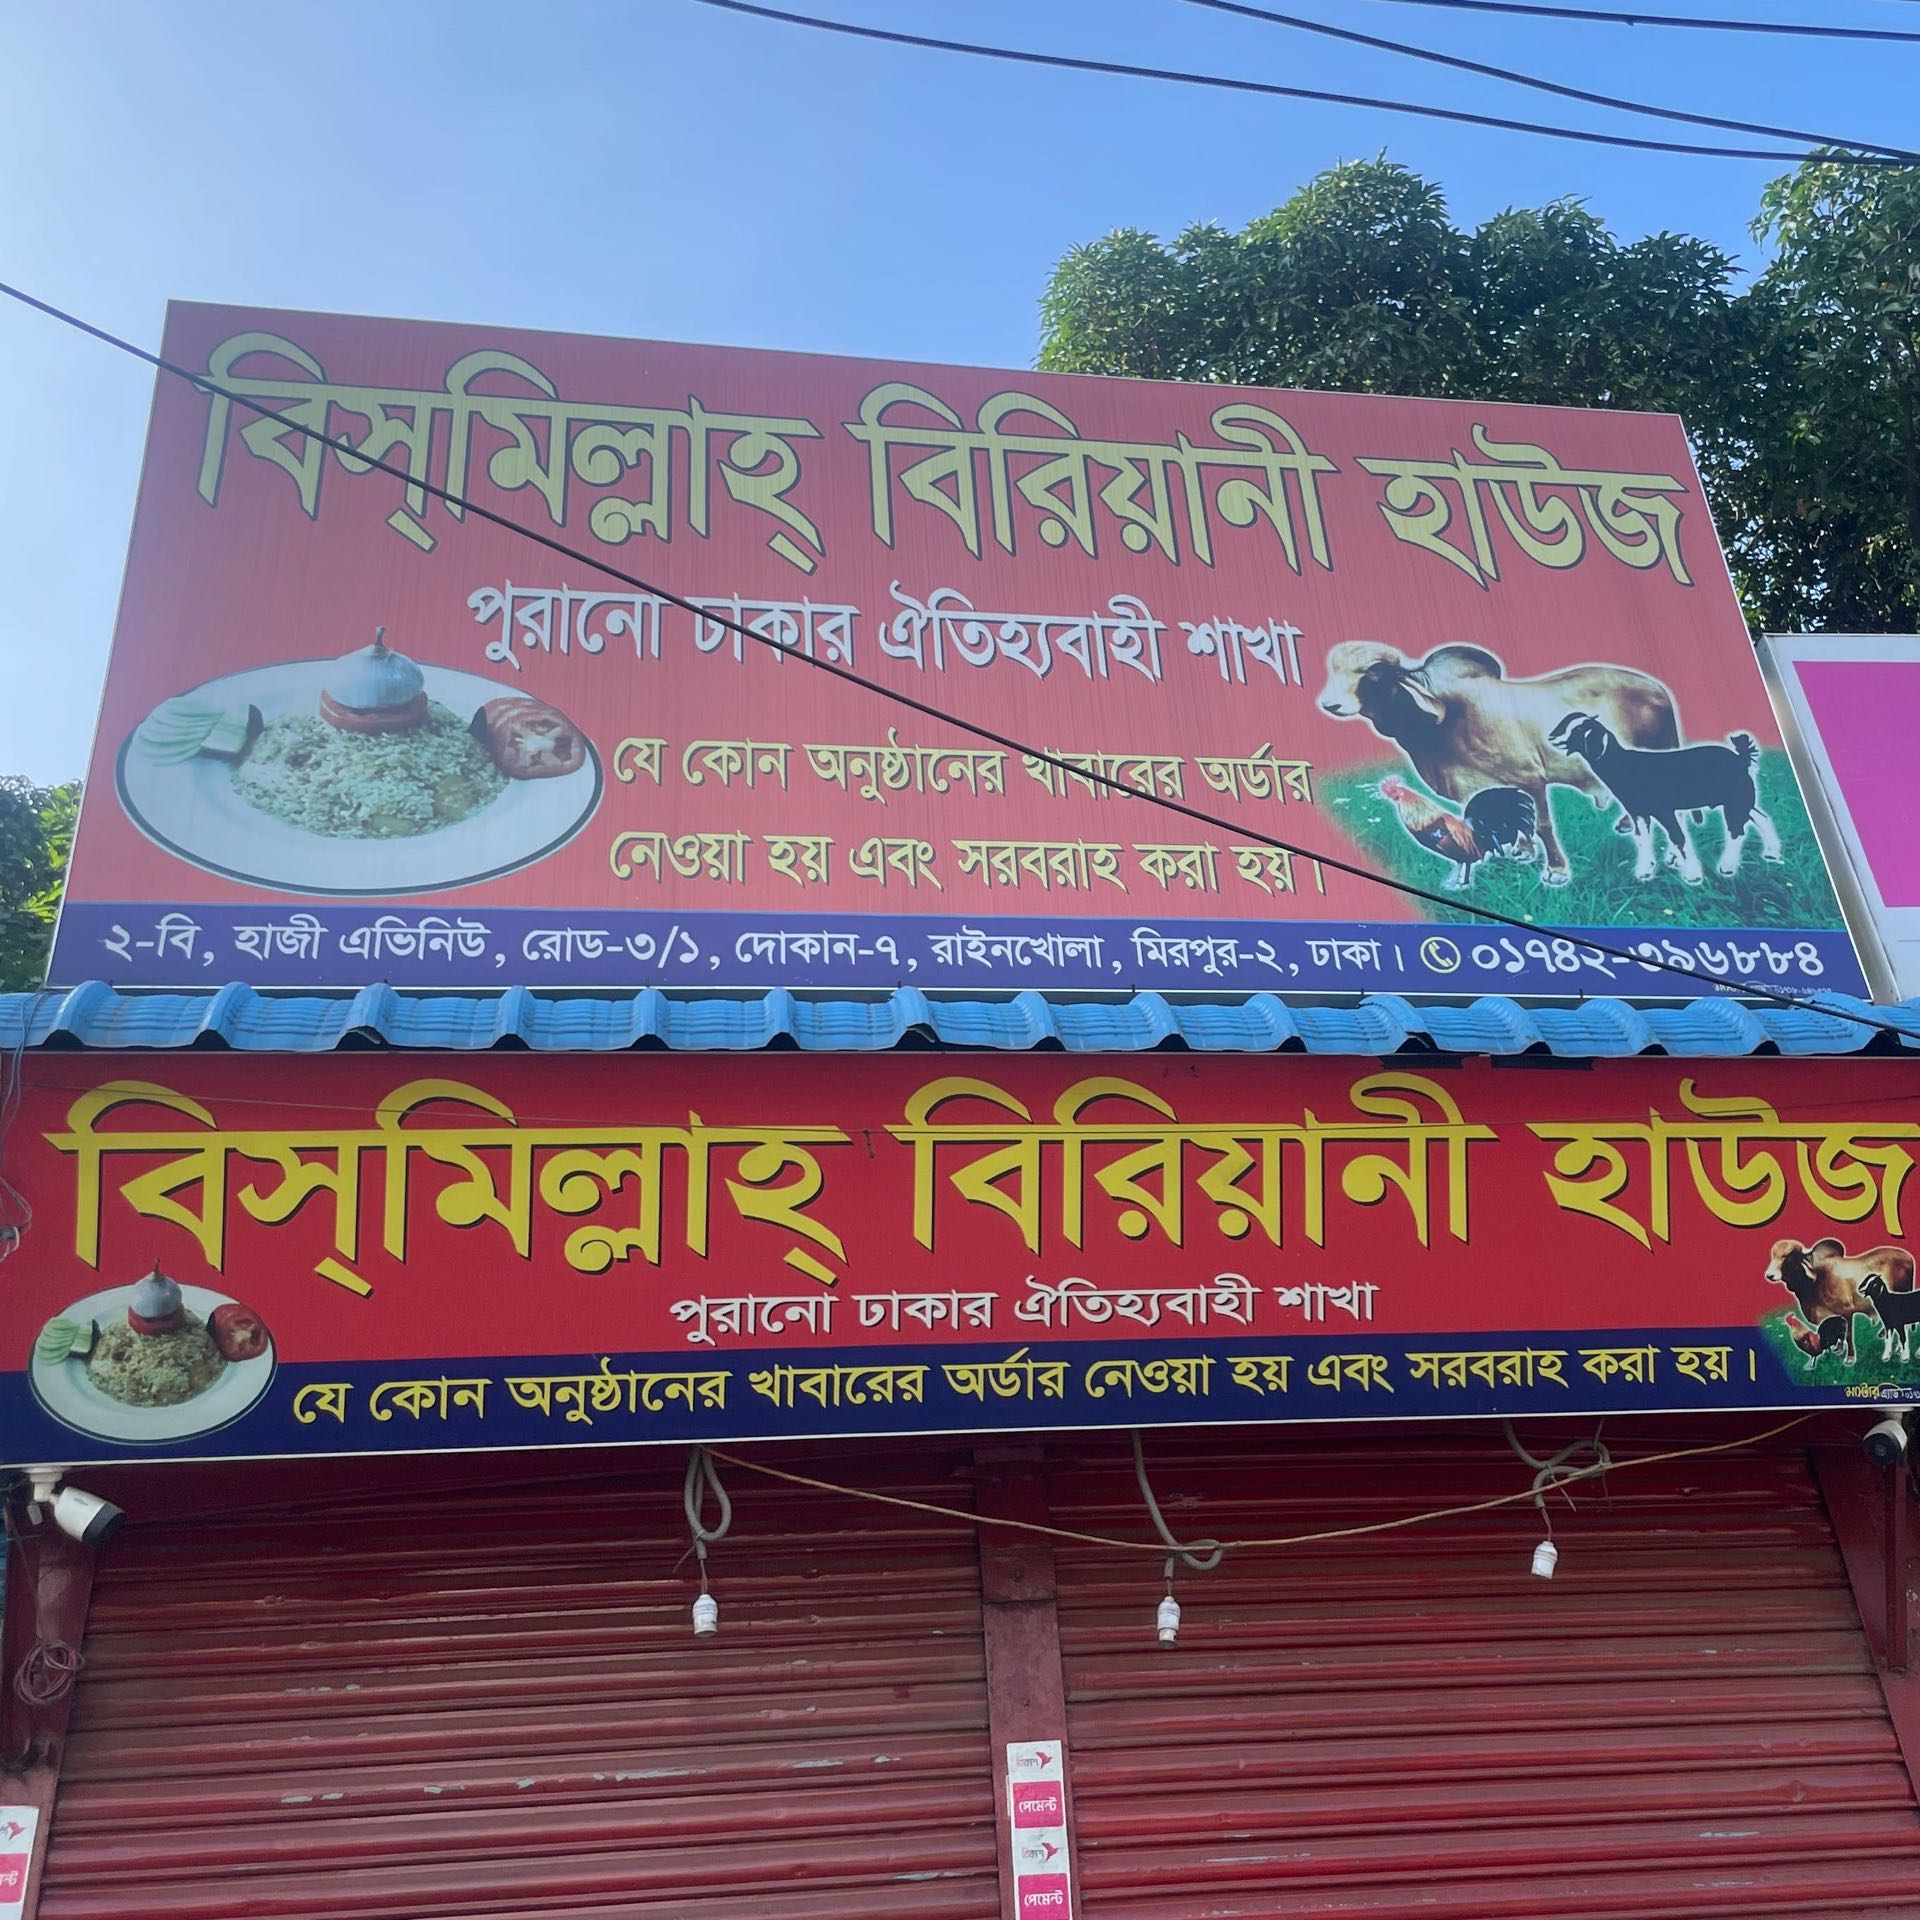 বিস্‌মিল্লাহ্‌ বিরিয়ানী হাউজ
পুরানো ঢাকার ঐতিহ্যবাহী শাখা
যে কোন অনুষ্ঠানের খাবারের অর্ডার
নেওয়া হয় এবং সরবরাহ করা হয়।
২-বি, হাজী এভিনিউ, রোড-৩/১, দোকান-৭, রাইনখোলা, মিরপুর-২, ঢাকা। ০১৭৪২-৩৯৬৮৮৪
বিস্‌মিল্লাহ্‌ বিরিয়ানী হাউজ
পুরানো ঢাকার ঐতিহ্যবাহী শাখা
যে কোন অনুষ্ঠানের খাবারের অর্ডার নেওয়া হয় এবং সরবরাহ করা হয়।
বিকাশ
পেমেন্ট
বিকাশ
পেমেন্ট